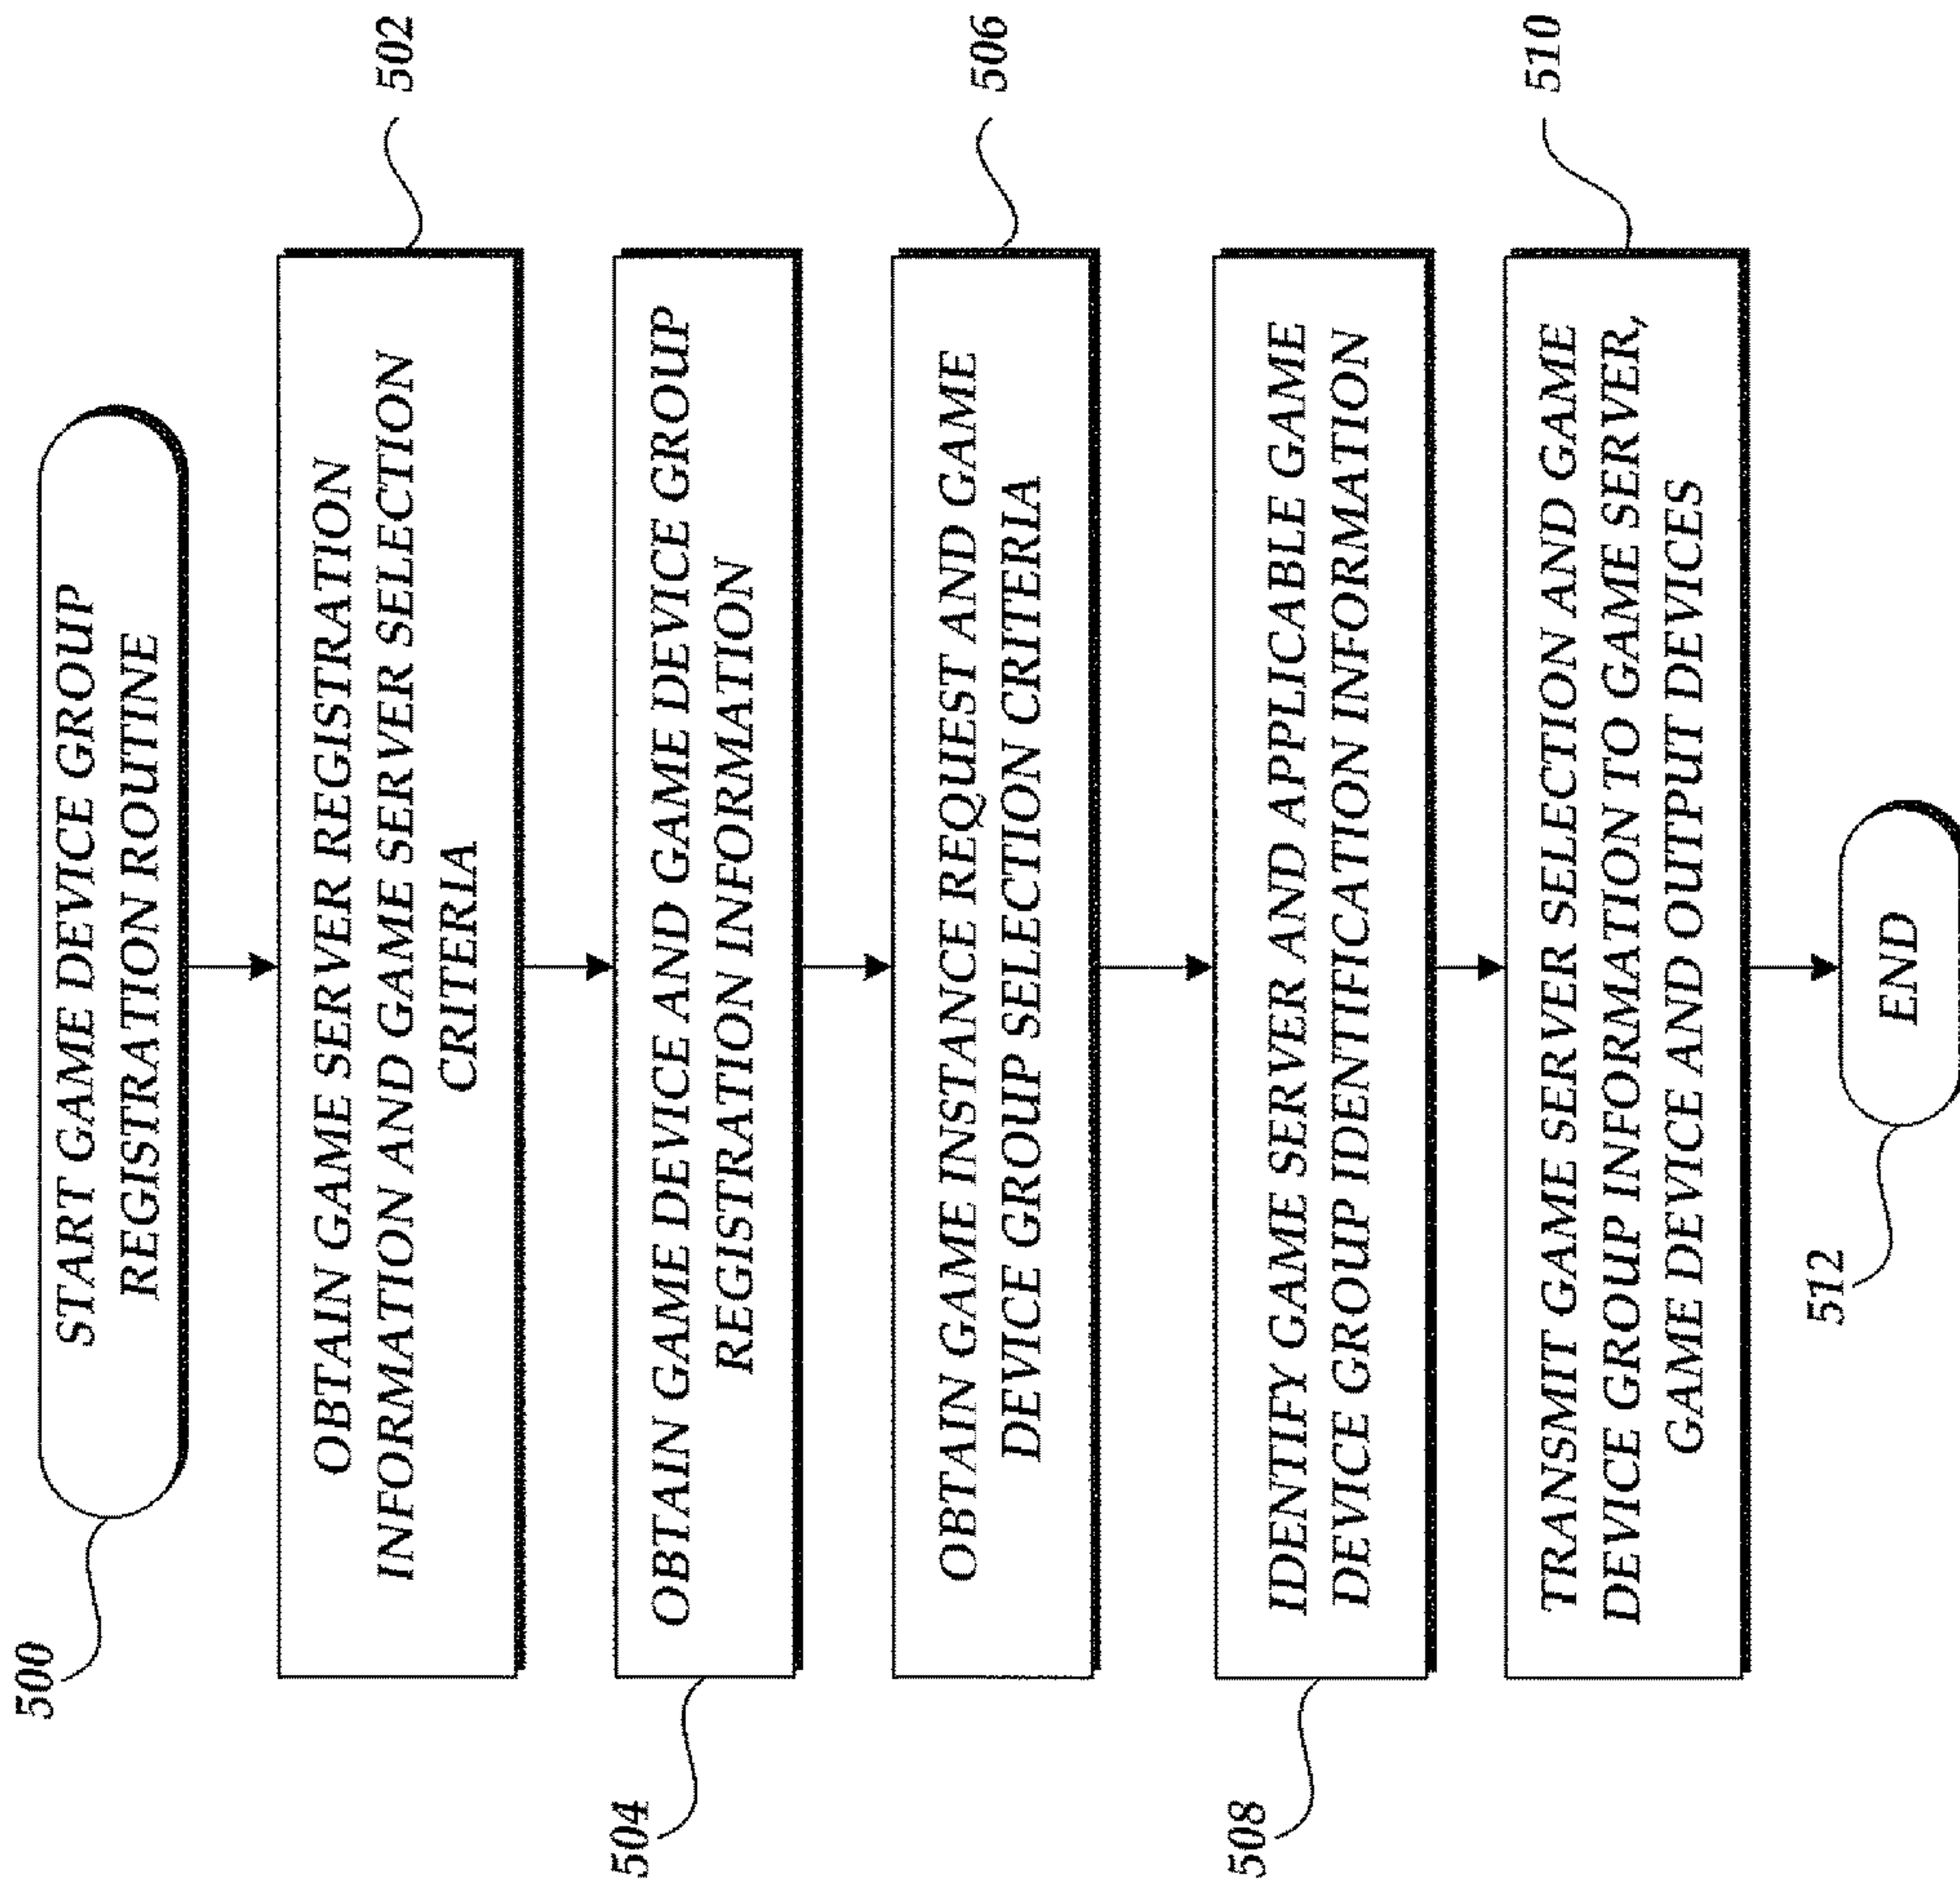 500
START GAME DEVICE GROUP
REGISTRATION ROUTINE
502
OBTAIN GAME SERVER REGISTRATION
INFORMATION AND GAME SERVER SELECTION
CRITERIA
504
OBTAIN GAME DEVICE AND GAME DEVICE GROUP
REGISTRATION INFORMATION
506
OBTAIN GAME INSTANCE REQUEST AND GAME
DEVICE GROUP SELECTION CRITERIA
508
IDENTIFY GAME SERVER AND APPLICABLE GAME
DEVICE GROUP IDENTIFICATION INFORMATION
510
TRANSMIT GAME SERVER SELECTION AND GAME
DEVICE GROUP INFORMATION TO GAME SERVER,
GAME DEVICE AND OUTPUT DEVICES
512
END